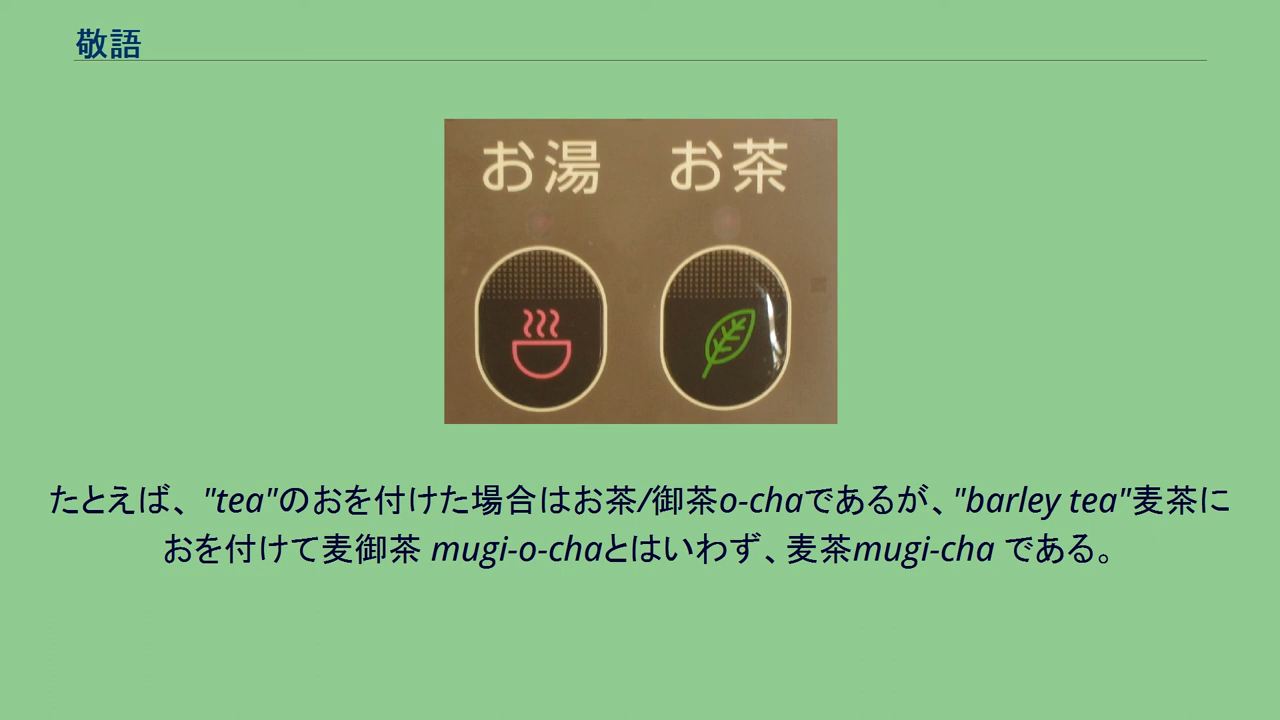 敬語
お湯 お茶
たとえば、"tea"のおを付けた場合はお茶/御茶o-chaであるが、"barley tea"麦茶に
おを付けて麦御茶 mugi-o-chaとはいわず、麦茶mugi-cha である。